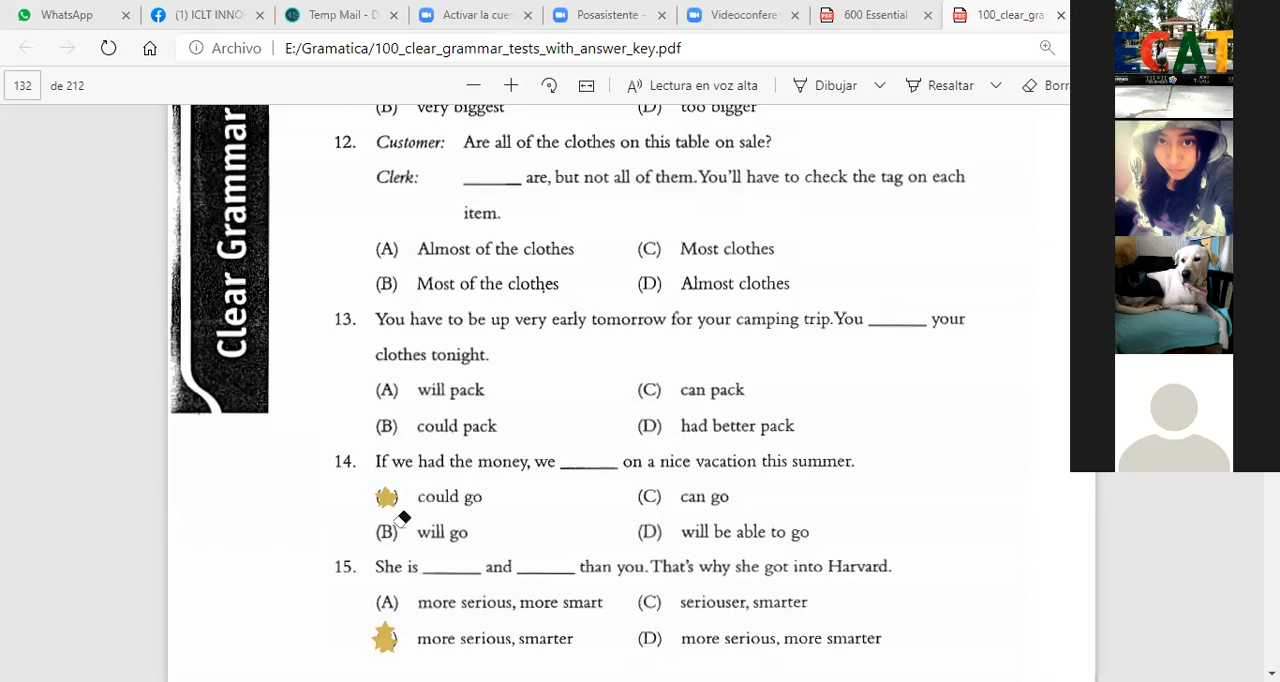 WhatsApp
(1) ICLT INNO
Temp Mail - D
Activar la cue
Posasistente -
Videoconfere
600 Essential
100_clear_gra
Archivo
E:/Gramatica/100_clear_grammar_tests_with_answer_key.pdf
132 de 212
Lectura en voz alta
Dibujar
Resaltar
Borr
Clear Grammar
(B) very biggest (D) too bigger
12. Customer: Are all of the clothes on this table on sale?
Clerk: ______ are, but not all of them. You'll have to check the tag on each
item.
(A) Almost of the clothes (C) Most clothes
(B) Most of the clothes (D) Almost clothes
13. You have to be up very early tomorrow for your camping trip. You ______ your
clothes tonight.
(A) will pack (C) can pack
(B) could pack (D) had better pack
14. If we had the money, we ______ on a nice vacation this summer.
could go (C) can go
(B) will go (D) will be able to go
15. She is ______ and ______ than you. That's why she got into Harvard.
(A) more serious, more smart (C) seriouser, smarter
more serious, smarter (D) more serious, more smarter
ECAT